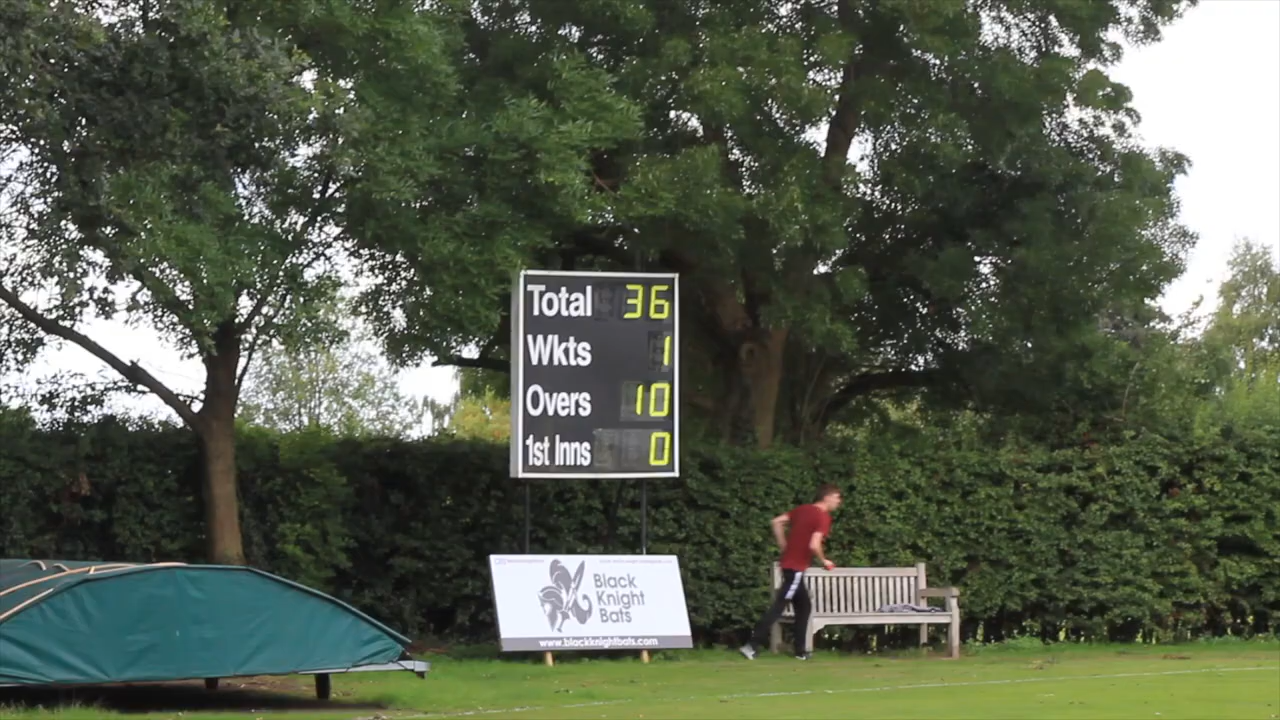 Total 36
Wkts 1
Overs 10
1st Inns 0
Black
Knight
Bats
www.blackknightbats.com